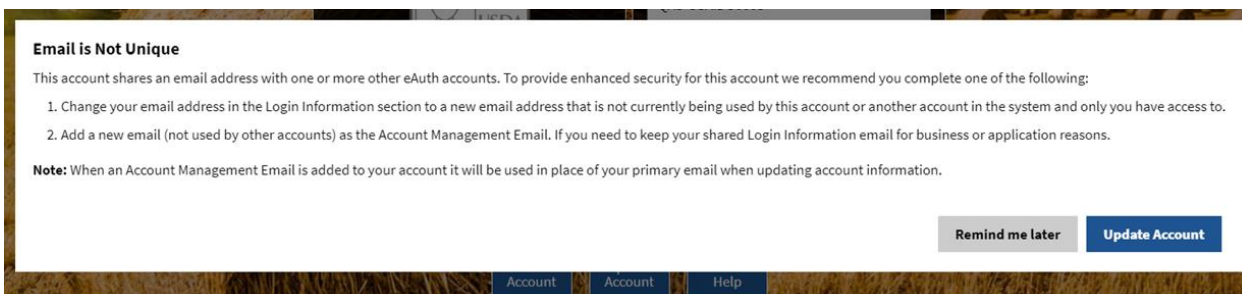 USDA
Email is Not Unique
This account shares an email address with one or more other eAuth accounts. To provide enhanced security for this account we recommend you complete one of the following:
1. Change your email address in the Login Information section to a new email address that is not currently being used by this account or another account in the system and only you have access to.
2. Add a new email (not used by other accounts) as the Account Management Email. If you need to keep your shared Login Information email for business or application reasons.
Note: When an Account Management Email is added to your account it will be used in place of your primary email when updating account information.
Remind me later Update Account
Account Account Help